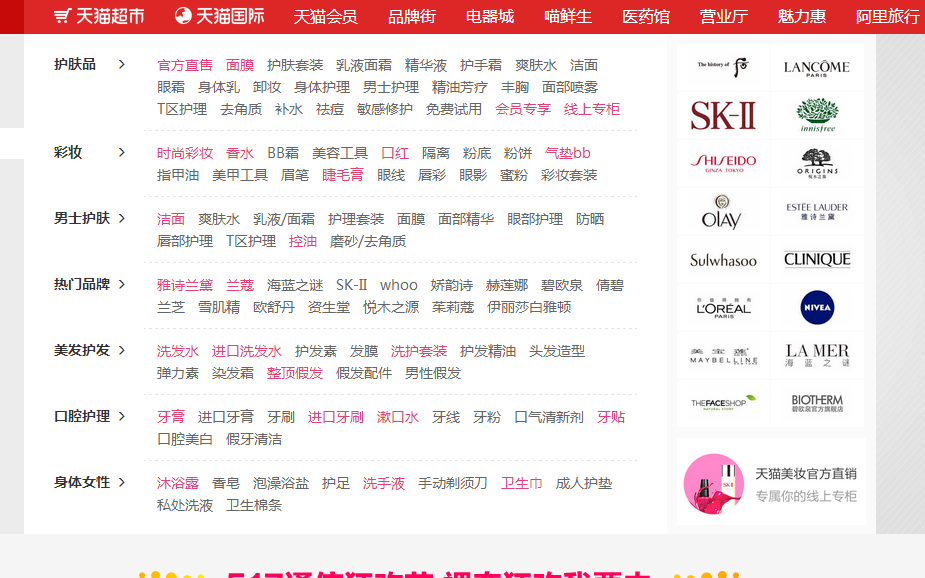 天猫超市 天猫国际 天猫会员 品牌街 电器城 喵鲜生 医药馆 营业厅 魅力惠 阿里旅行
护肤品 > 官方直售 面膜 护肤套装 乳液面霜 精华液 护手霜 爽肤水 洁面
眼霜 身体乳 卸妆 身体护理 男士护肤 精油芳疗 丰胸 面部喷雾
T区护理 去角质 补水 祛痘 敏感修护 免费试用 会员专享 线上专柜
彩妆 > 时尚彩妆 香水 BB霜 美容工具 口红 隔离 粉底 粉饼 气垫bb
指甲油 美甲工具 眉笔 睫毛膏 眼线 唇彩 眼影 蜜粉 彩妆套装
男士护肤 > 洁面 爽肤水 乳液/面霜 护理套装 面膜 面部精华 眼部护理 防晒
唇部护理 T区护理 控油 磨砂/去角质
热门品牌 > 雅诗兰黛 兰蔻 海蓝之谜 SK-II whoo 娇韵诗 赫莲娜 碧欧泉 倩碧
兰芝 雪肌精 欧舒丹 资生堂 悦木之源 茱莉蔻 伊丽莎白雅顿
美发护发 > 洗发水 进口洗发水 护发素 发膜 洗护套装 护发精油 头发造型
弹力素 染发霜 整顶假发 假发配件 男性假发
口腔护理 > 牙膏 进口牙膏 牙刷 进口牙刷 漱口水 牙线 牙粉 口气清新剂 牙贴
口腔美白 假牙清洁
身体女性 > 沐浴露 香皂 泡澡浴盐 护足 洗手液 手动剃须刀 卫生巾 成人护垫
私处洗液 卫生棉条
The history of LANCÔME
PARIS
SK-II innisfree
SHISEIDO
GINZA TOKYO
ORIGINS
悦木之源
OLAY ESTĒE LAUDER
雅诗兰黛
Sulwhasoo CLINIQUE
L'ORÉAL
PARIS
NIVEA
美宝莲
MAYBELLINE
LA MER
海蓝之谜
THEFACESHOP
NATURAL STORY
BIOTHERM
碧欧泉官方旗舰店
天猫美妆官方直销
专属你的线上专柜